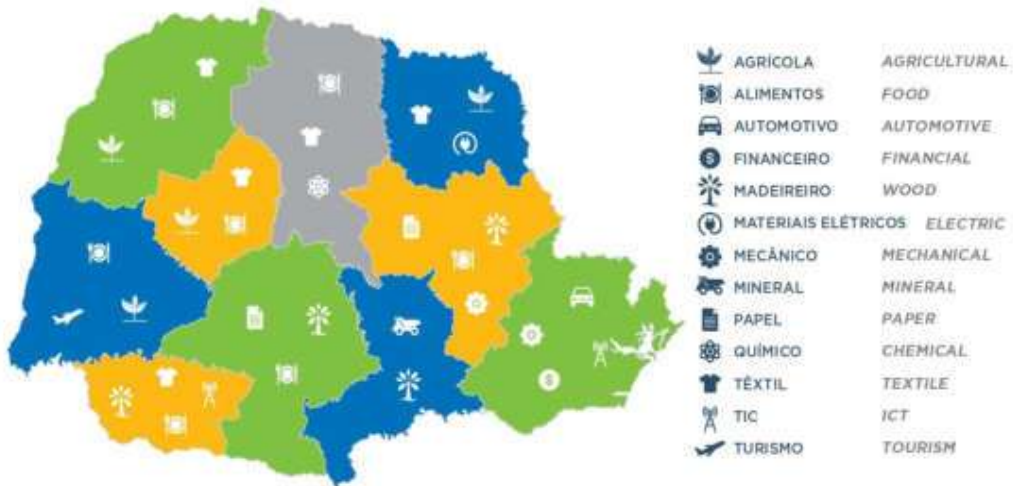 AGRÍCOLA AGRICULTURAL
ALIMENTOS FOOD
AUTOMOTIVO AUTOMOTIVE
FINANCEIRO FINANCIAL
MADEIREIRO WOOD
MATERIAIS ELÉTRICOS ELECTRIC
MECÂNICO MECHANICAL
MINERAL MINERAL
PAPEL PAPER
QUÍMICO CHEMICAL
TÊXTIL TEXTILE
TIC ICT
TURISMO TOURISM